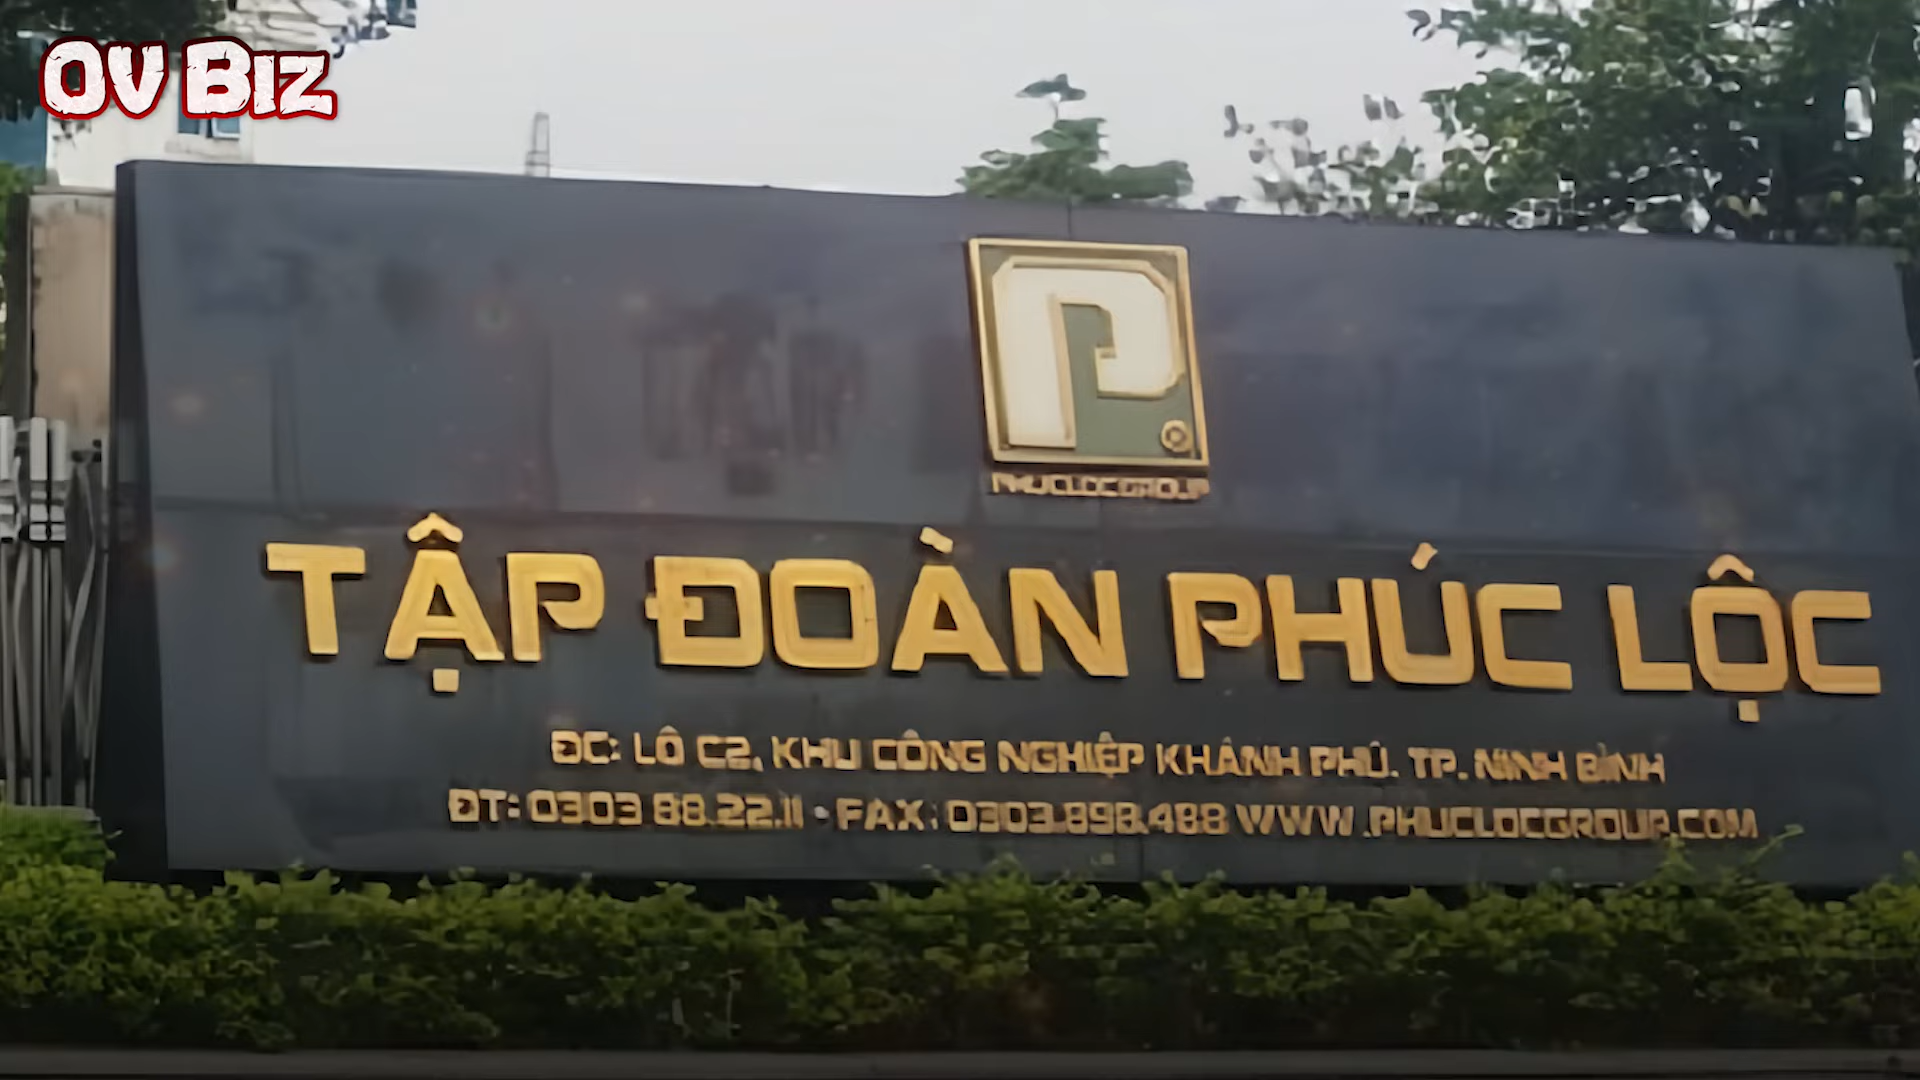 OV BIZ
P
PHUCLOCGROUP
TẬP ĐOÀN PHÚC LỘC
ĐC: LÔ C2, KHU CÔNG NGHIỆP KHÁNH PHÚ. TP. NINH BÌNH
ĐT: 0303 88.22.11 - FAX: 0303.898.488 WWW.PHUCLOCGROUP.COM